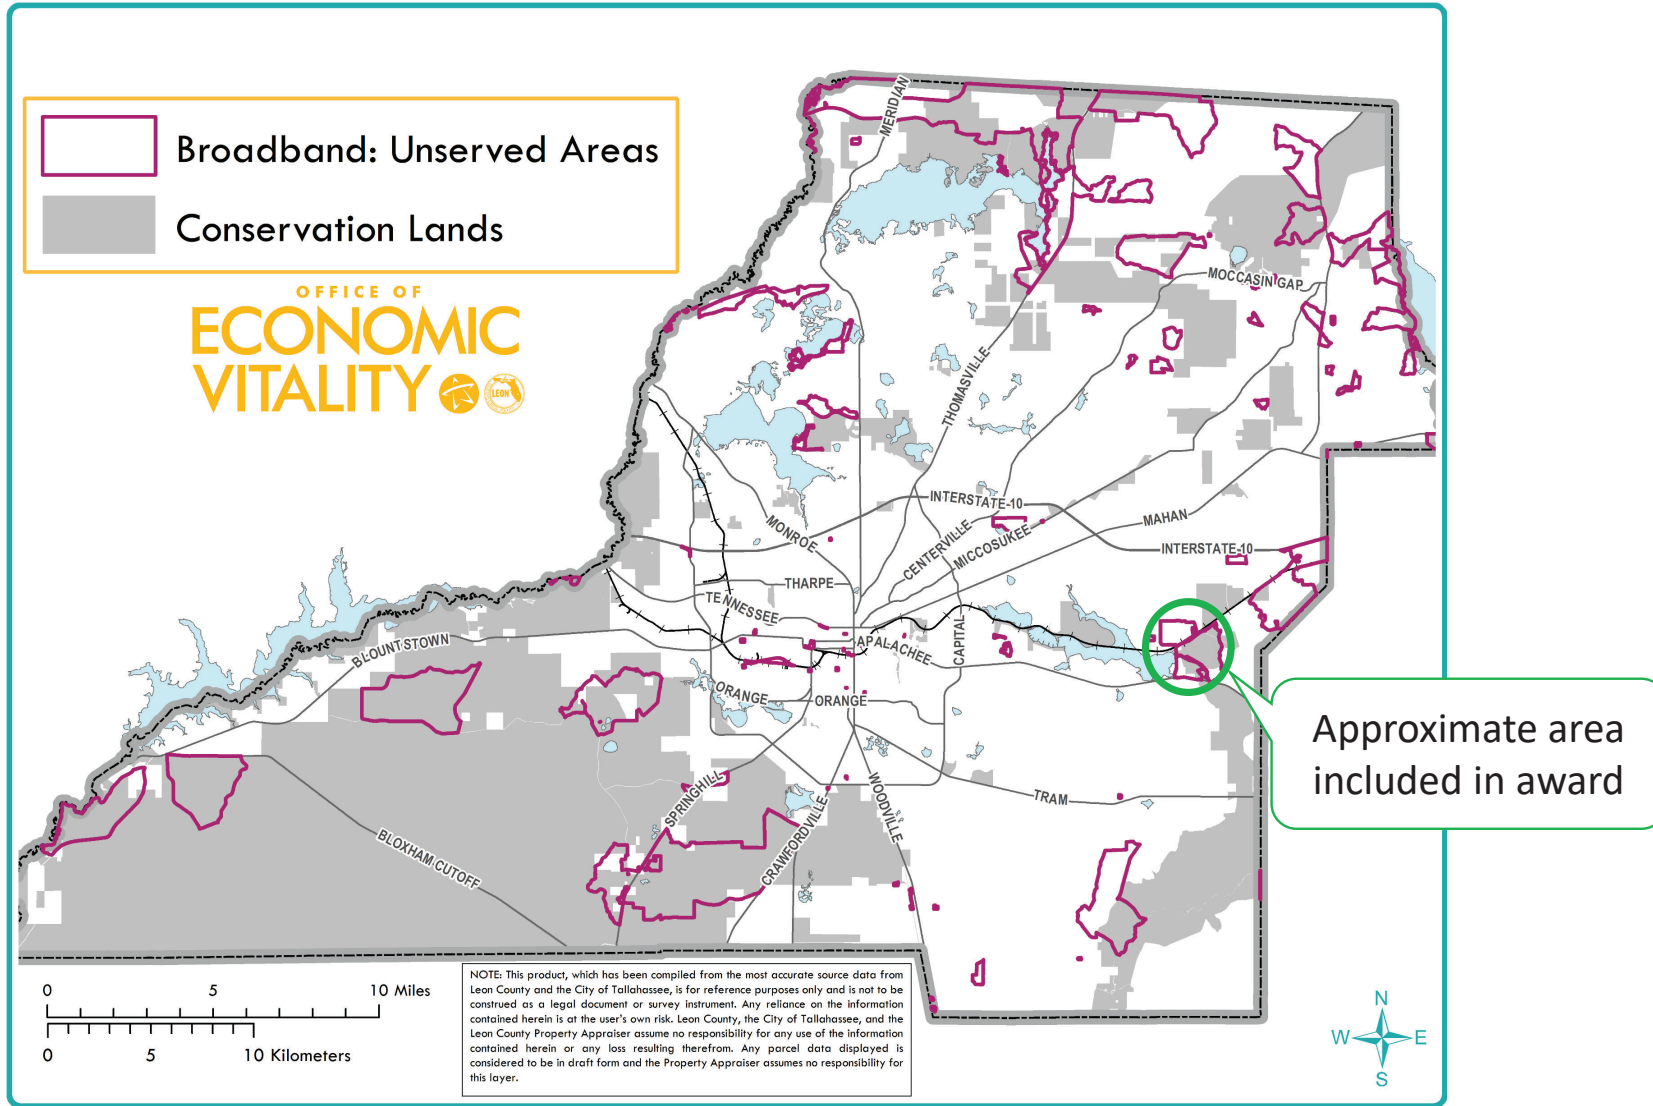 Broadband: Unserved Areas
Conservation Lands
OFFICE OF
ECONOMIC
VITALITY
LEON
MERIDIAN
MOCCASIN GAP
THOMASVILLE
INTERSTATE-10
MONROE
CENTERVILLE
MICCOSUKEE
MAHAN
INTERSTATE-10
THARPE
TENNESSEE
APALACHEE
CAPITAL
BLOUNTSTOWN
ORANGE
ORANGE
Approximate area
included in award
SPRINGHILL
WOODVILLE
TRAM
CRAWFORDVILLE
BLOXHAM CUTOFF
0 5 10 Miles
0 5 10 Kilometers
NOTE: This product, which has been compiled from the most accurate source data from
Leon County and the City of Tallahassee, is for reference purposes only and is not to be
construed as a legal document or survey instrument. Any reliance on the information
contained herein is at the user's own risk. Leon County, the City of Tallahassee, and the
Leon County Property Appraiser assume no responsibility for any use of the information
contained herein or any loss resulting therefrom. Any parcel data displayed is
considered to be in draft form and the Property Appraiser assumes no responsibility for
this layer.
N
W E
S